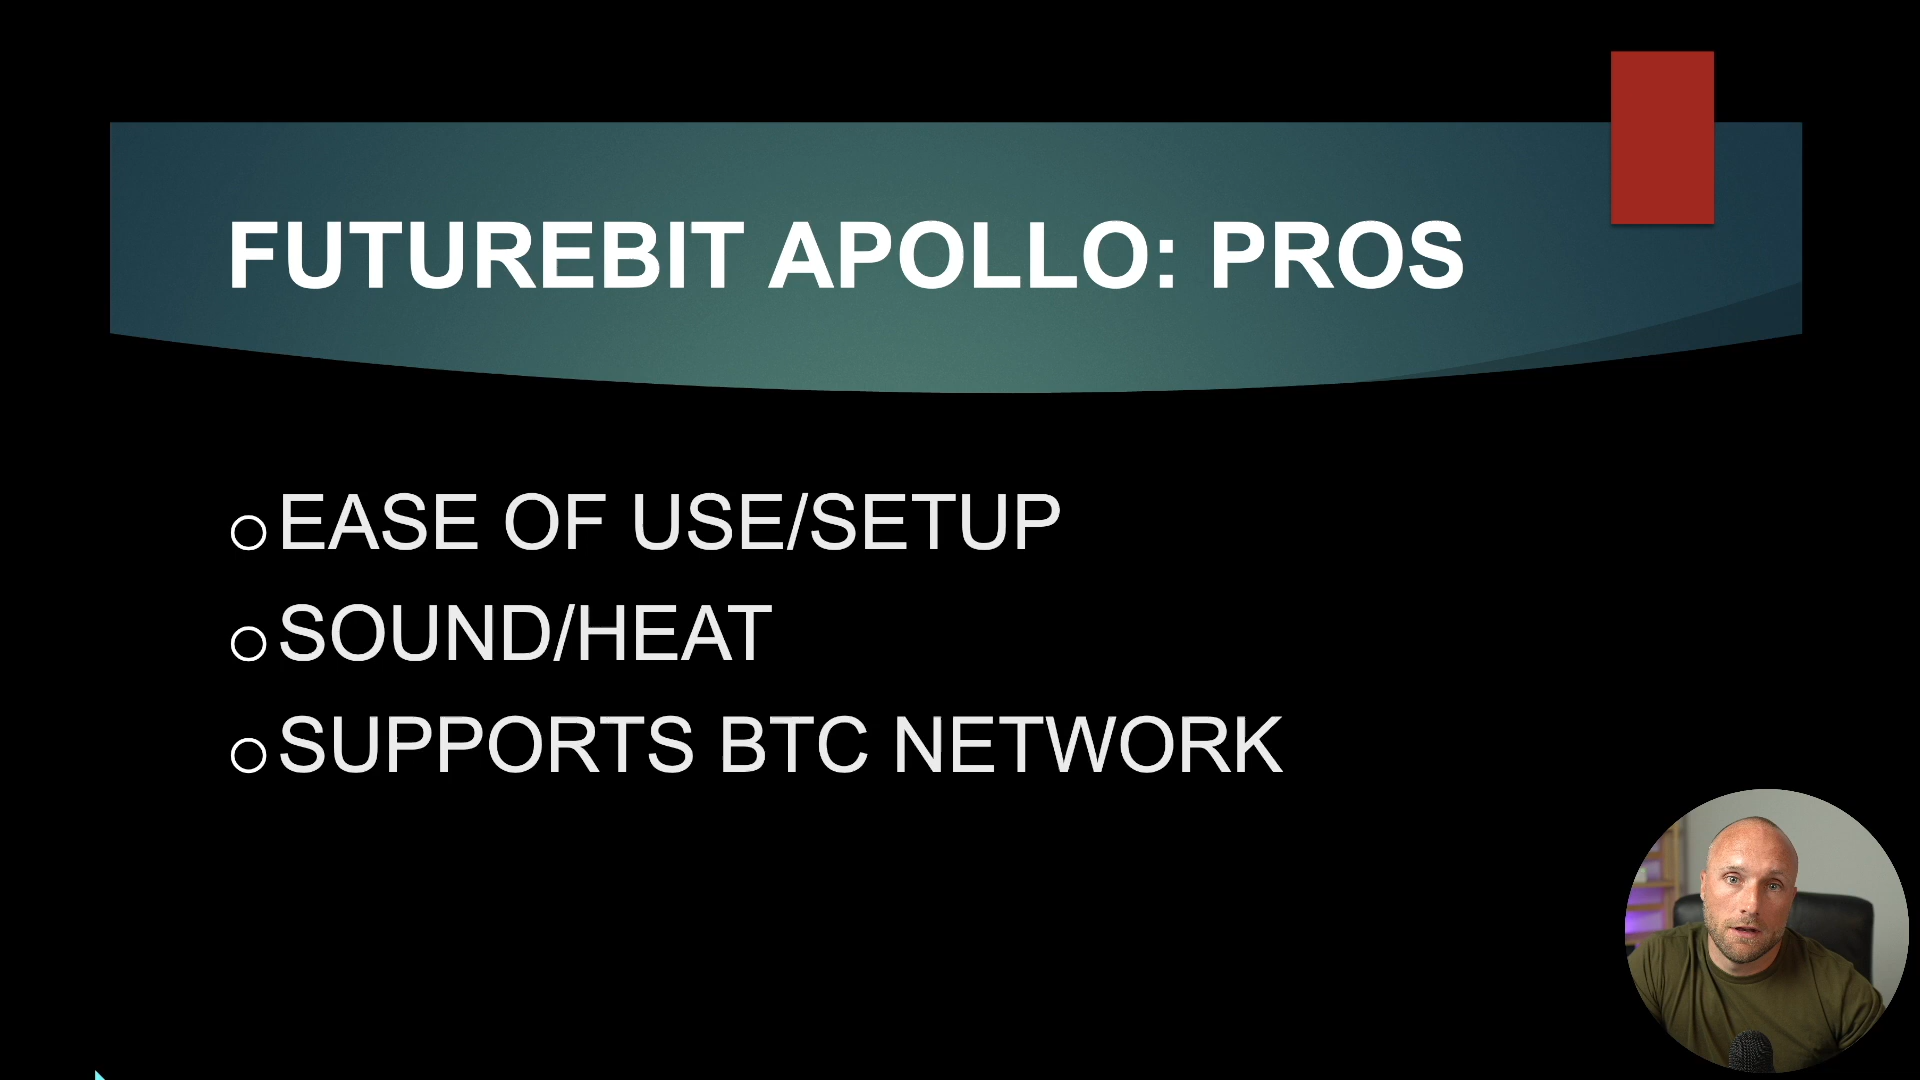 FUTUREBIT APOLLO: PROS
EASE OF USE/SETUP
SOUND/HEAT
SUPPORTS BTC NETWORK